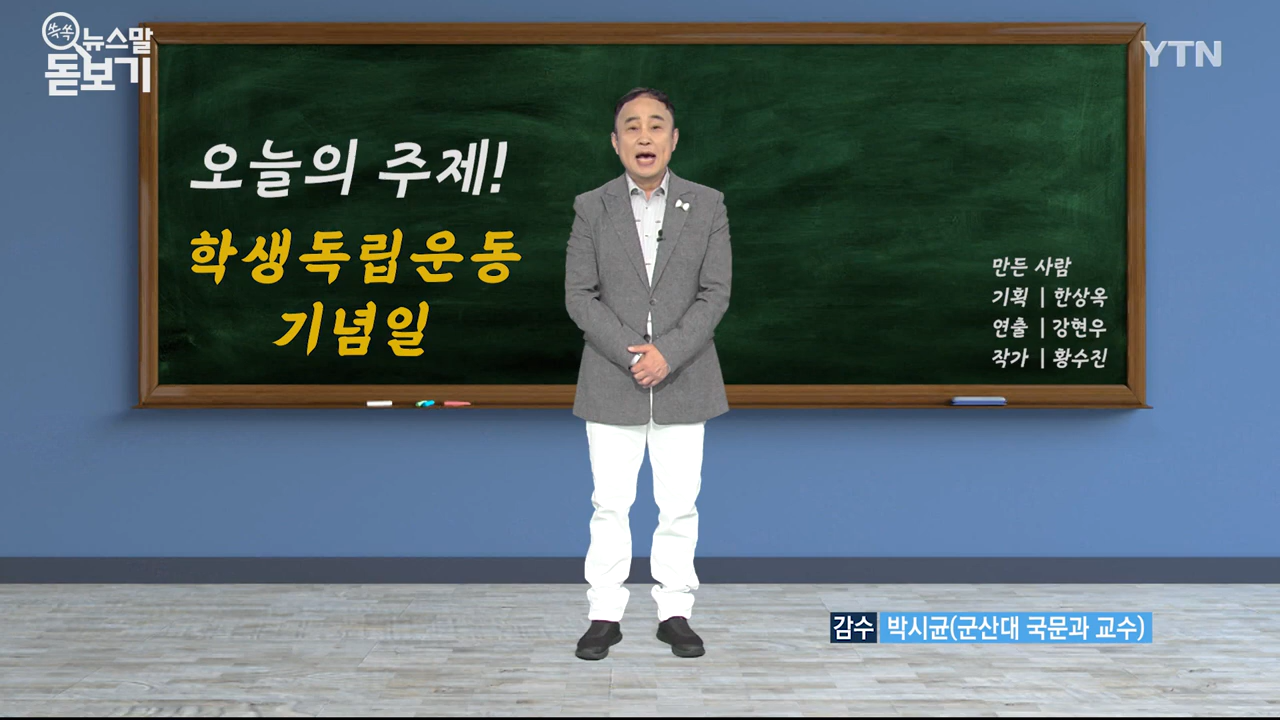 쏙쏙
뉴스말
돋보기
YTN
오늘의 주제!
학생독립운동
기념일
만든 사람
기획 | 한상옥
연출 | 강현우
작가 | 황수진
감수 박시균(군산대 국문과 교수)